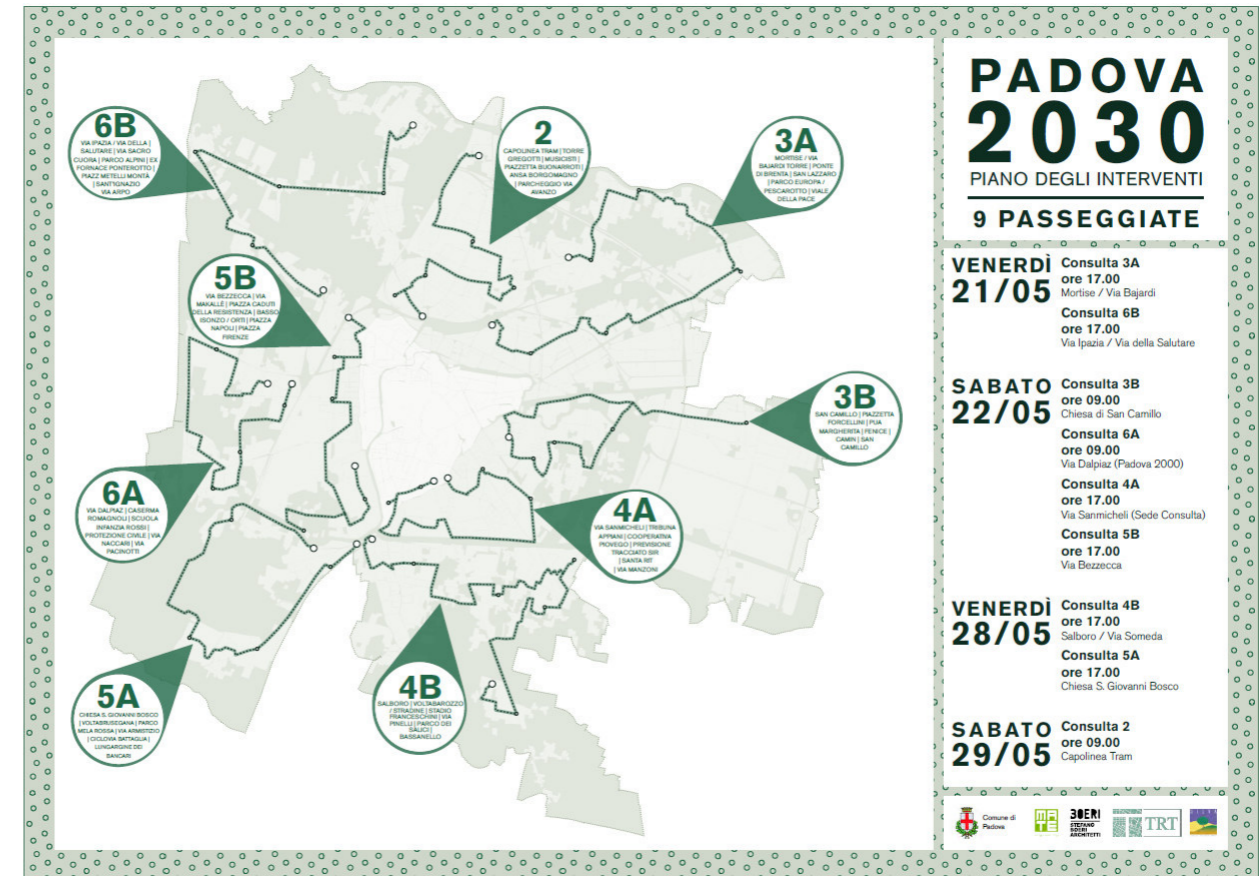 6B
VIA IPAZIA / VIA DELLA |
SALUTARE | VIA SACRO
CUORA | PARCO ALPINI | EX
FORNACE PONTEROTTO |
PIAZZ METELLI MONTÀ
| SANT'IGNAZIO
VIA ARPO
2
CAPOLINEA TRAM | TORRE
GREGOTTI | MUSICISTI |
PIAZZETTA BUONARROTI |
ANSA BORGOMAGNO
| PARCHEGGIO VIA
AVANZO
3A
MORTISE / VIA
BAJARDI TORRE | PONTE
DI BRENTA | SAN LAZZARO
| PARCO EUROPA /
PESCAROTTO | VIALE
DELLA PACE
5B
VIA BEZZECCA | VIA
MAKALLÈ | PIAZZA CADUTI
DELLA RESISTENZA | BASSO
ISONZO / ORTI | PIAZZA
NAPOLI | PIAZZA
FIRENZE
3B
SAN CAMILLO | PIAZZETTA
FORCELLINI | PUA
MARGHERITA | FENICE |
CAMIN | SAN
CAMILLO
6A
VIA DALPIAZ | CASERMA
ROMAGNOLI | SCUOLA
INFANZIA ROSSI |
PROTEZIONE CIVILE | VIA
NACCARI | VIA
PACINOTTI
4A
VIA SANMICHELI | TRIBUNA
APPIANI | COOPERATIVA
PIOVEGO | PREVISIONE
TRACCIATO SIR
| SANTA RIT
| VIA MANZONI
5A
CHIESA S. GIOVANNI BOSCO
| VOLTABRUSEGANA | PARCO
MELA ROSSA | VIA ARMISTIZIO
| CICLOVIA BATTAGLIA |
LUNGARGINE DEI
BANCARI
4B
SALBORO | VOLTABAROZZO
/ STRADINE | STADIO
FRANCESCHINI | VIA
PINELLI | PARCO DEI
SALICI |
BASSANELLO
PADOVA
2030
PIANO DEGLI INTERVENTI
9 PASSEGGIATE
VENERDÌ
21/05
Consulta 3A
ore 17.00
Mortise / Via Bajardi
Consulta 6B
ore 17.00
Via Ipazia / Via della Salutare
SABATO
22/05
Consulta 3B
ore 09.00
Chiesa di San Camillo
Consulta 6A
ore 09.00
Via Dalpiaz (Padova 2000)
Consulta 4A
ore 17.00
Via Sanmicheli (Sede Consulta)
Consulta 5B
ore 17.00
Via Bezzecca
VENERDÌ
28/05
Consulta 4B
ore 17.00
Salboro / Via Someda
Consulta 5A
ore 17.00
Chiesa S. Giovanni Bosco
SABATO
29/05
Consulta 2
ore 09.00
Capolinea Tram
Comune di
Padova
MATE
BOERI
STEFANO
BOERI
ARCHITETTI
TRT